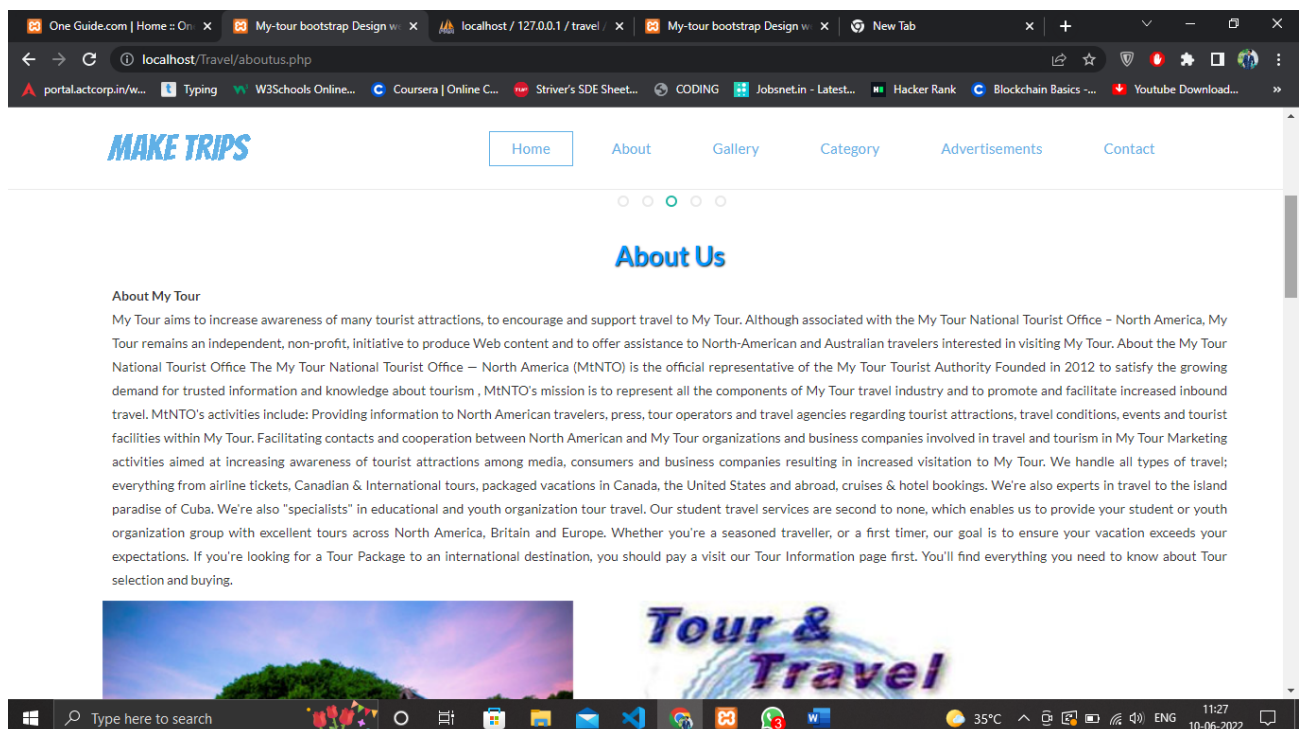 One Guide.com | Home :: On
My-tour bootstrap Design w
localhost / 127.0.0.1 / travel /
My-tour bootstrap Design w
New Tab
localhost/Travel/aboutus.php
portal.actcorp.in/w...
Typing
W3Schools Online...
Coursera | Online C...
Striver's SDE Sheet...
CODING
Jobsnet.in - Latest...
Hacker Rank
Blockchain Basics -...
Youtube Download...
»
MAKE TRIPS
Home
About
Gallery
Category
Advertisements
Contact
About Us
About My Tour
My Tour aims to increase awareness of many tourist attractions, to encourage and support travel to My Tour. Although associated with the My Tour National Tourist Office – North America, My
Tour remains an independent, non-profit, initiative to produce Web content and to offer assistance to North-American and Australian travelers interested in visiting My Tour. About the My Tour
National Tourist Office The My Tour National Tourist Office — North America (MtNTO) is the official representative of the My Tour Tourist Authority Founded in 2012 to satisfy the growing
demand for trusted information and knowledge about tourism , MtNTO's mission is to represent all the components of My Tour travel industry and to promote and facilitate increased inbound
travel. MtNTO's activities include: Providing information to North American travelers, press, tour operators and travel agencies regarding tourist attractions, travel conditions, events and tourist
facilities within My Tour. Facilitating contacts and cooperation between North American and My Tour organizations and business companies involved in travel and tourism in My Tour Marketing
activities aimed at increasing awareness of tourist attractions among media, consumers and business companies resulting in increased visitation to My Tour. We handle all types of travel;
everything from airline tickets, Canadian & International tours, packaged vacations in Canada, the United States and abroad, cruises & hotel bookings. We're also experts in travel to the island
paradise of Cuba. We're also "specialists" in educational and youth organization tour travel. Our student travel services are second to none, which enables us to provide your student or youth
organization group with excellent tours across North America, Britain and Europe. Whether you're a seasoned traveller, or a first timer, our goal is to ensure your vacation exceeds your
expectations. If you're looking for a Tour Package to an international destination, you should pay a visit our Tour Information page first. You'll find everything you need to know about Tour
selection and buying.
Tour &
Travel
Type here to search
35°C
ENG
11:27
10-06-2022